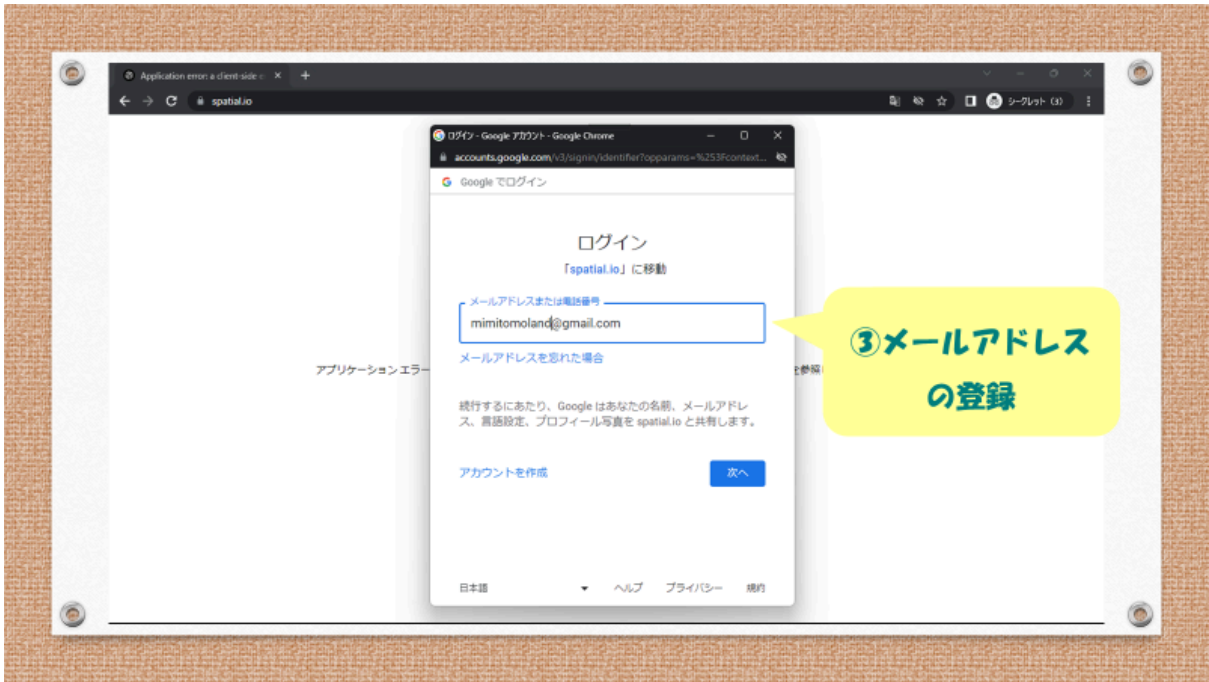 Application error: a client-side e
spatial.io
シークレット (3)
ログイン - Google アカウント - Google Chrome
accounts.google.com/v3/signin/identifier?opparams=%253Fcontext...
Google でログイン
ログイン
「spatial.io」に移動
メールアドレスまたは電話番号
mimitomoland@gmail.com
メールアドレスを忘れた場合
アプリケーション エラー
を参照
続行するにあたり、Google はあなたの名前、メールアドレ
ス、言語設定、プロフィール写真を spatial.io と共有します。
アカウントを作成
次へ
日本語
ヘルプ
プライバシー
規約
③メールアドレス
の登録